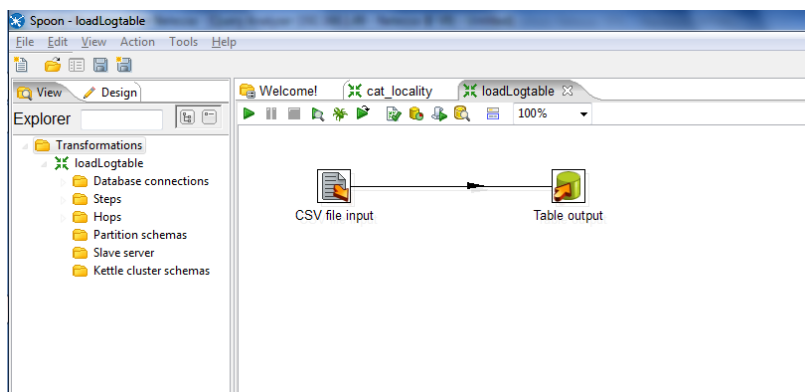 Spoon - loadLogtable
File Edit View Action Tools Help
View Design
Welcome! cat_locality loadLogtable
Explorer
100%
Transformations
loadLogtable
Database connections
Steps
Hops
Partition schemas
Slave server
Kettle cluster schemas
CSV file input
Table output